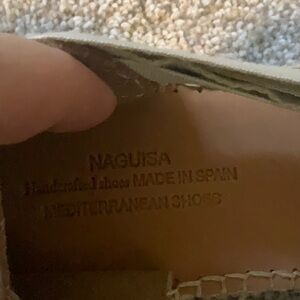 NAGUISA
Handcrafted shoes MADE IN SPAIN
MEDITERRANEAN SHOES